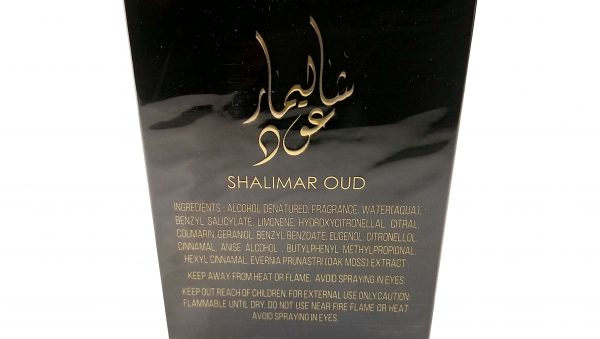 شاليمار
عود
SHALIMAR OUD
INGREDIENTS : ALCOHOL DENATURED, FRAGRANCE, WATER(AQUA),
BENZYL SALICYLATE, LIMONENE, HYDROXYCITRONELLAL, CITRAL,
COUMARIN, GERANIOL, BENZYL BENZOATE, EUGENOL, CITRONELLOL,
CINNAMAL, ANISE ALCOHOL , BUTYLPHENYL METHYLPROPIONAL,
HEXYL CINNAMAL, EVERNIA PRUNASTRI (OAK MOSS) EXTRACT .
KEEP AWAY FROM HEAT OR FLAME. AVOID SPRAYING IN EYES.
KEEP OUT REACH OF CHILDREN. FOR EXTERNAL USE ONLY.CAUTION:
FLAMMABLE UNTIL DRY. DO NOT USE NEAR FIRE FLAME OR HEAT
AVOID SPRAYING IN EYES.